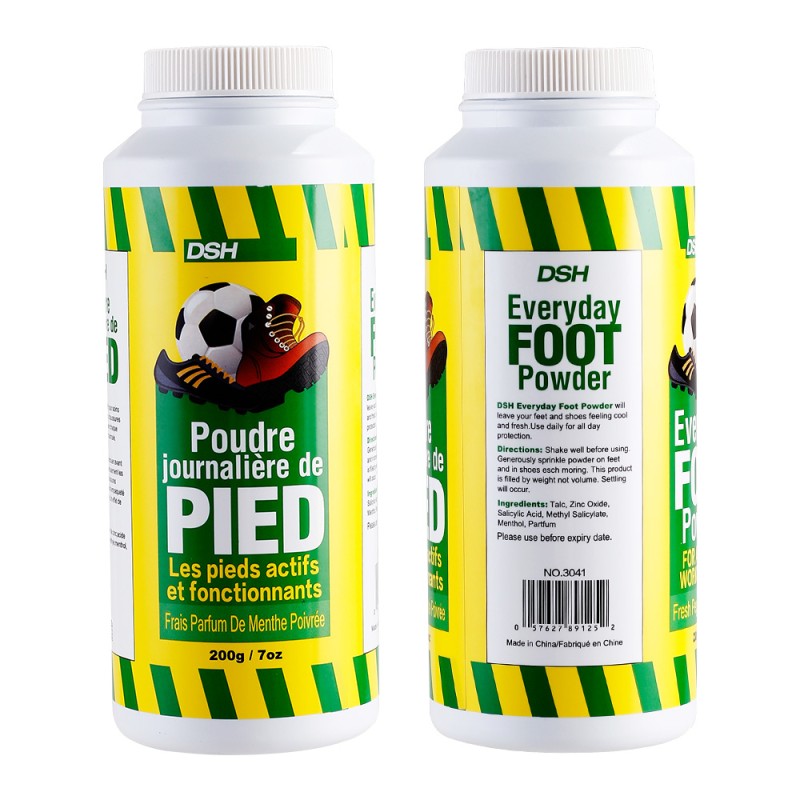 DSH
Poudre
journalière de
PIED
Les pieds actifs
et fonctionnants
Frais Parfum De Menthe Poivrée
200g / 7oz
DSH
Everyday
FOOT
Powder
DSH Everyday Foot Powder will
leave your feet and shoes feeling cool
and fresh.Use daily for all day
protection.
Directions: Shake well before using.
Generously sprinkle powder on feet
and in shoes each moring. This product
is filled by weight not volume. Settling
will occur.
Ingredients: Talc, Zinc Oxide,
Salicylic Acid, Methyl Salicylate,
Menthol, Partfum
Please use before expiry date.
NO.3041
0 57627 89125 2
Made in China/Fabriqué en Chine